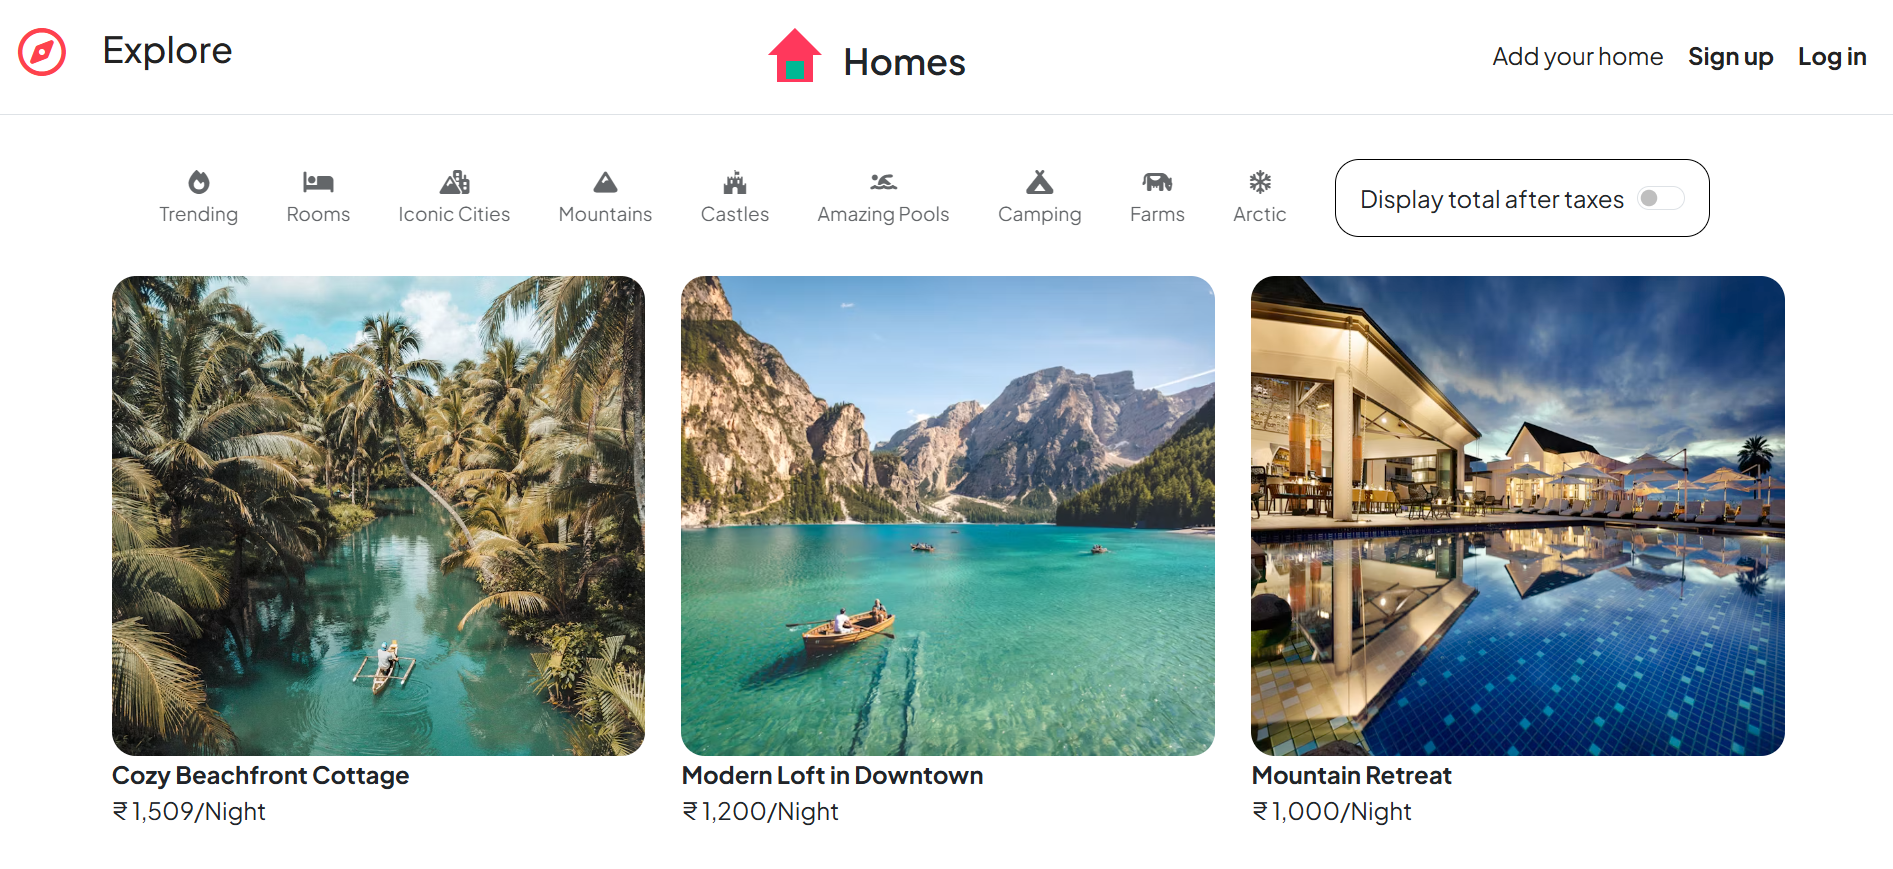 Explore
Homes
Add your home Sign up Log in
Trending Rooms Iconic Cities Mountains Castles Amazing Pools Camping Farms Arctic
Display total after taxes
Cozy Beachfront Cottage
₹ 1,509/Night
Modern Loft in Downtown
₹ 1,200/Night
Mountain Retreat
₹ 1,000/Night